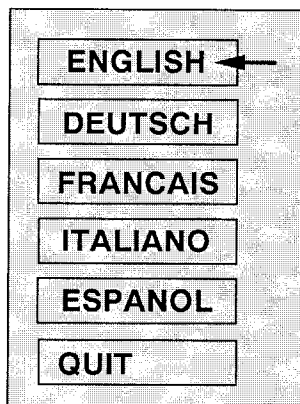 ENGLISH
DEUTSCH
FRANCAIS
ITALIANO
ESPANOL
QUIT